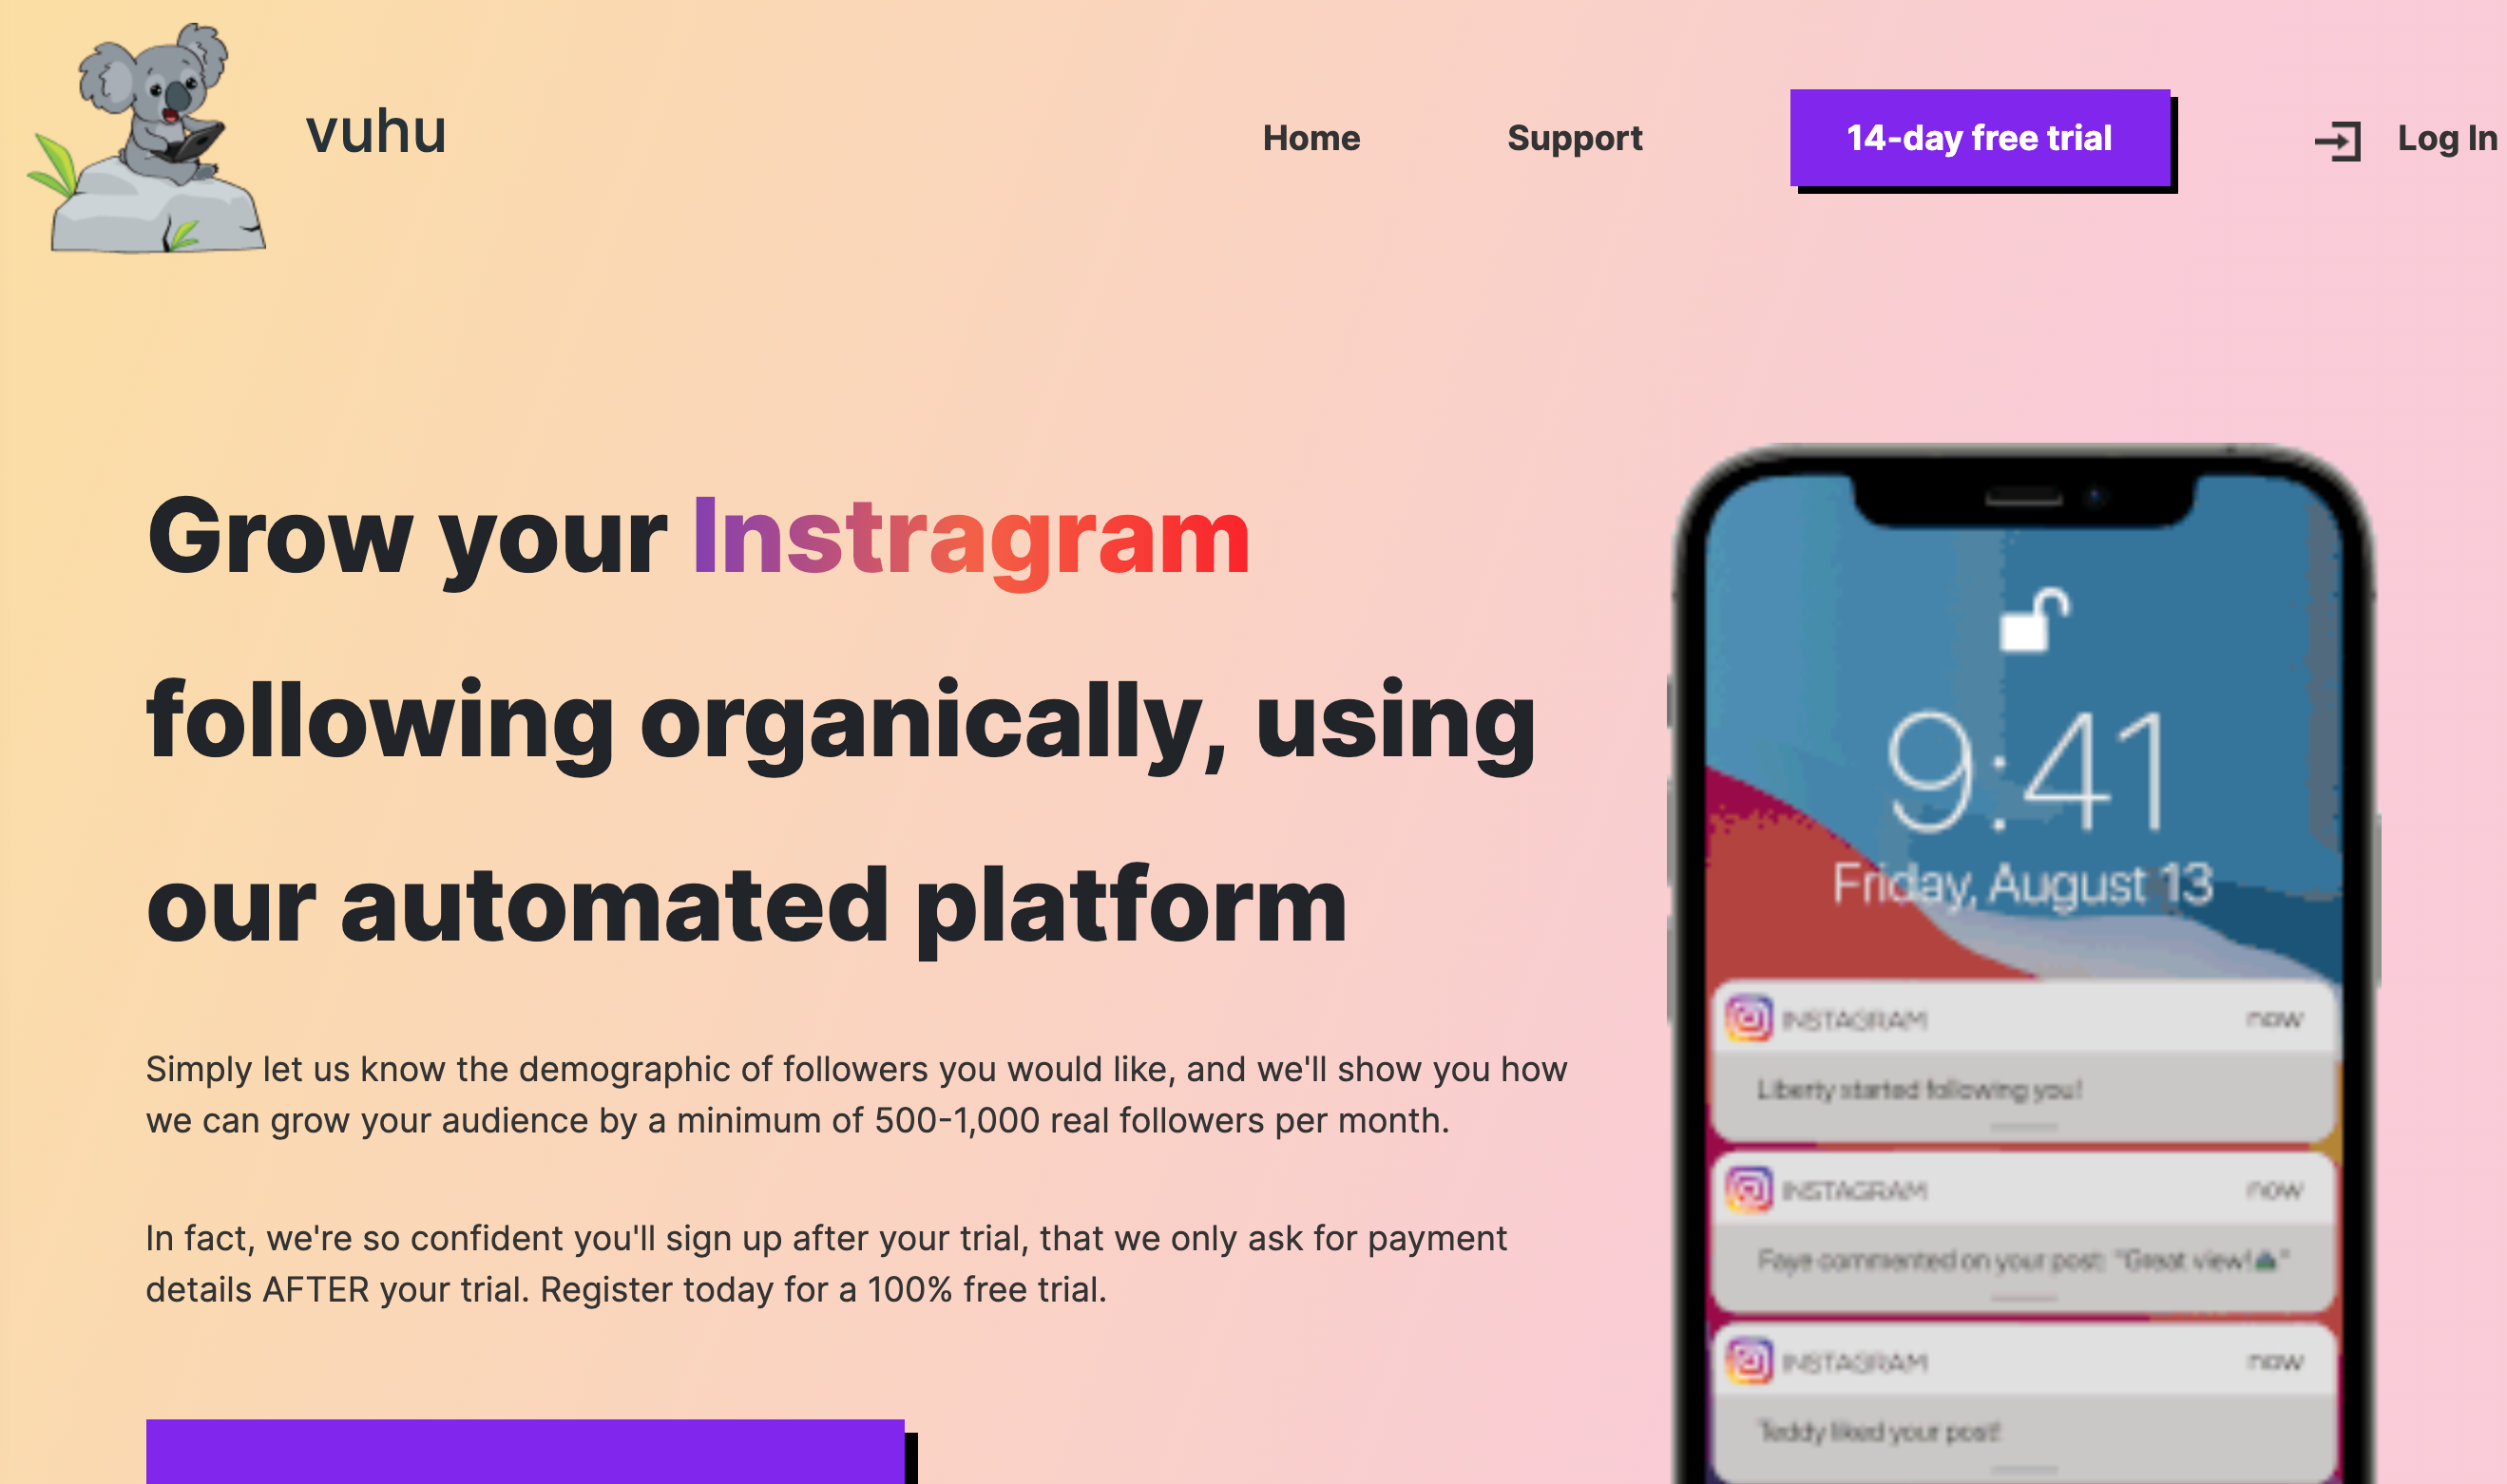 vuhu
Home
Support
14-day free trial
Log In
Grow your Instragram
following organically, using
our automated platform
Simply let us know the demographic of followers you would like, and we'll show you how
we can grow your audience by a minimum of 500-1,000 real followers per month.
In fact, we're so confident you'll sign up after your trial, that we only ask for payment
details AFTER your trial. Register today for a 100% free trial.
9:41
Friday, August 13
INSTAGRAM now
Liberty started following you!
INSTAGRAM now
Faye commented on your post: "Great view!"
INSTAGRAM now
Teddy liked your post!